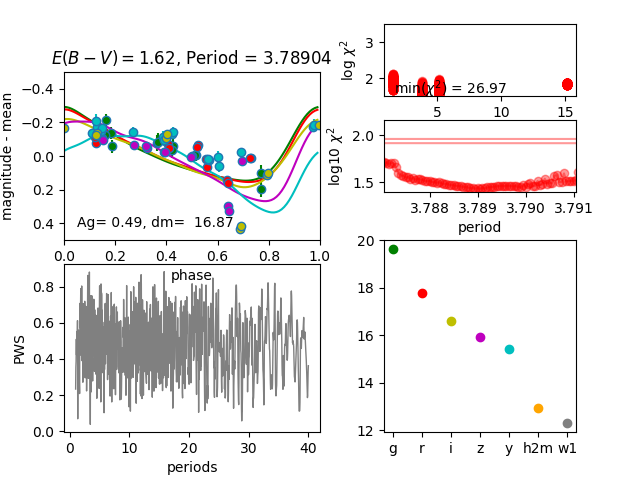 E(B − V) = 1.62, Period = 3.78904
magnitude - mean
−0.4
−0.2
0.0
0.2
0.4
Ag= 0.49, dm=  16.87
0.0 0.2 0.4 0.6 0.8 1.0
phase
log χ²
3
2
min(χ²) = 26.97
5 10 15
log10 χ²
2.0
1.5
3.788 3.789 3.790 3.791
period
PWS
0.8
0.6
0.4
0.2
0.0
0 10 20 30 40
periods
20
18
16
14
12
g r i z y h2m w1